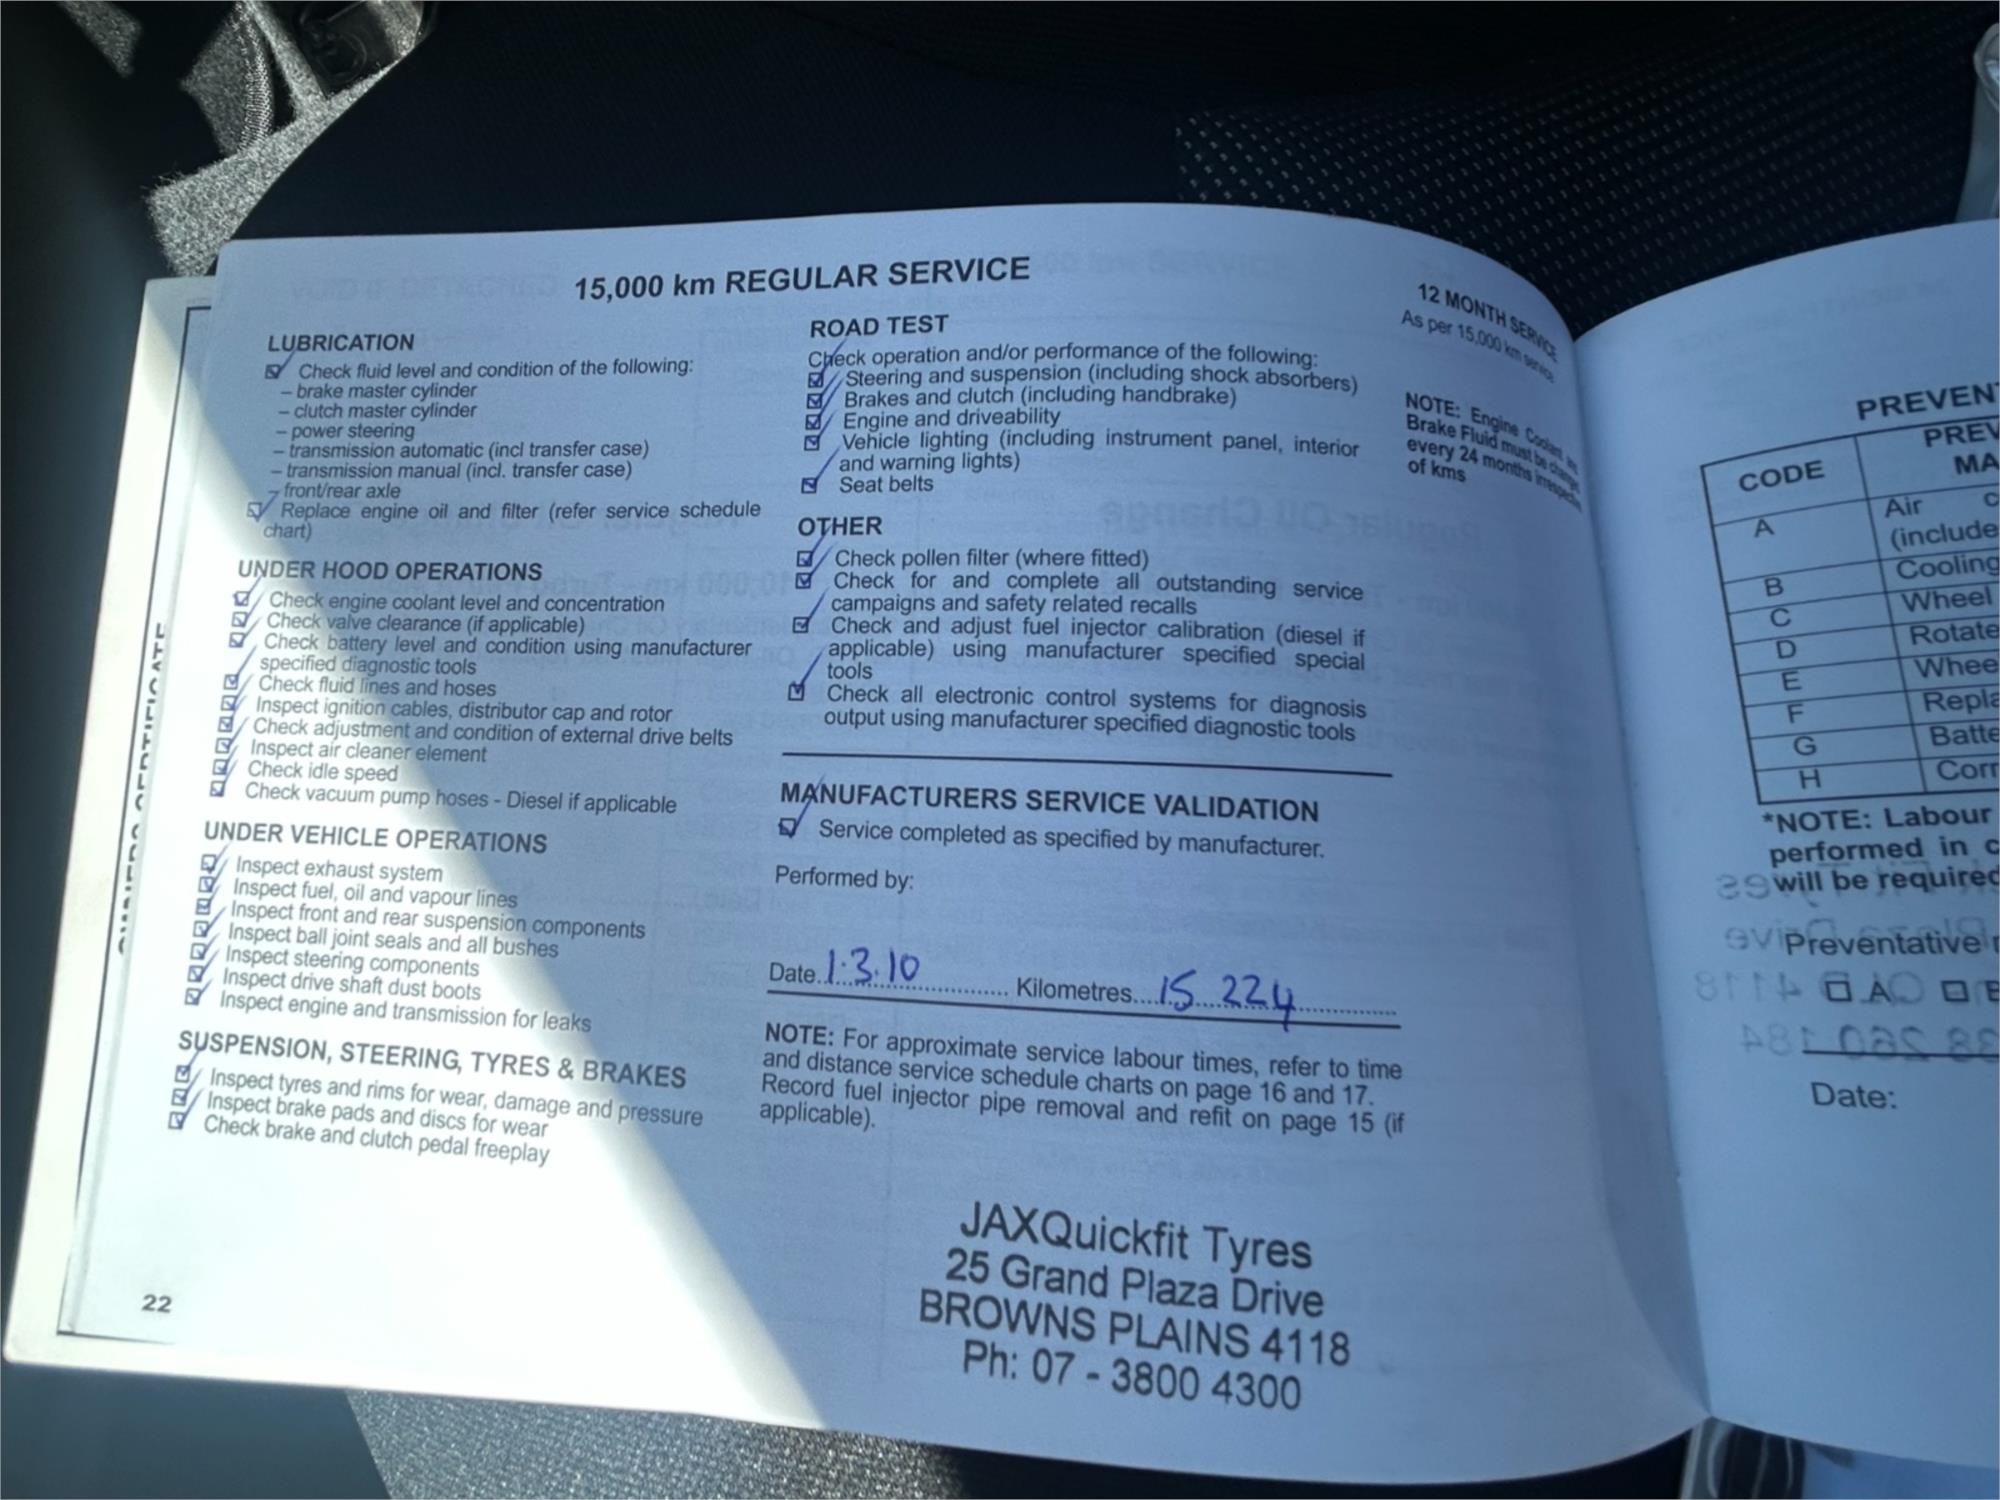 15,000 km REGULAR SERVICE
LUBRICATION
Check fluid level and condition of the following:
– brake master cylinder
– clutch master cylinder
– power steering
– transmission automatic (incl transfer case)
– transmission manual (incl. transfer case)
– front/rear axle
Replace engine oil and filter (refer service schedule
chart)
UNDER HOOD OPERATIONS
Check engine coolant level and concentration
Check valve clearance (if applicable)
Check battery level and condition using manufacturer
specified diagnostic tools
Check fluid lines and hoses
Inspect ignition cables, distributor cap and rotor
Check adjustment and condition of external drive belts
Inspect air cleaner element
Check idle speed
Check vacuum pump hoses - Diesel if applicable
UNDER VEHICLE OPERATIONS
Inspect exhaust system
Inspect fuel, oil and vapour lines
Inspect front and rear suspension components
Inspect ball joint seals and all bushes
Inspect steering components
Inspect drive shaft dust boots
Inspect engine and transmission for leaks
SUSPENSION, STEERING, TYRES & BRAKES
Inspect tyres and rims for wear, damage and pressure
Inspect brake pads and discs for wear
Check brake and clutch pedal freeplay
22
ROAD TEST
Check operation and/or performance of the following:
Steering and suspension (including shock absorbers)
Brakes and clutch (including handbrake)
Engine and driveability
Vehicle lighting (including instrument panel, interior
and warning lights)
Seat belts
OTHER
Check pollen filter (where fitted)
Check for and complete all outstanding service
campaigns and safety related recalls
Check and adjust fuel injector calibration (diesel if
applicable) using manufacturer specified special
tools
Check all electronic control systems for diagnosis
output using manufacturer specified diagnostic tools
MANUFACTURERS SERVICE VALIDATION
Service completed as specified by manufacturer.
Performed by:
Date 1.3.10 Kilometres 15 224
NOTE: For approximate service labour times, refer to time
and distance service schedule charts on page 16 and 17.
Record fuel injector pipe removal and refit on page 15 (if
applicable).
JAXQuickfit Tyres
25 Grand Plaza Drive
BROWNS PLAINS 4118
Ph: 07 - 3800 4300
12 MONTH SERVICE
As per 15,000 km service
NOTE: Engine Coolant and
Brake Fluid must be changed
every 24 months irrespective
of kms
PREVEN
CODE PREV
MA
A Air c
(include
B Cooling
C Wheel
D Rotate
E Whee
F Repla
G Batte
H Corr
*NOTE: Labour
performed in c
will be required
Preventative
A B
Date: